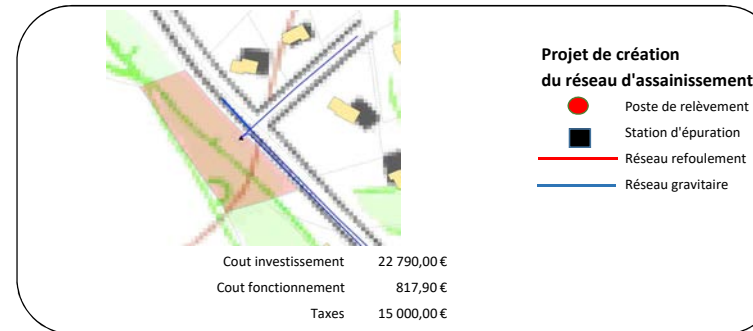 Projet de création
du réseau d'assainissement
Poste de relèvement
Station d'épuration
Réseau refoulement
Réseau gravitaire
Cout investissement 22 790,00 €
Cout fonctionnement 817,90 €
Taxes 15 000,00 €